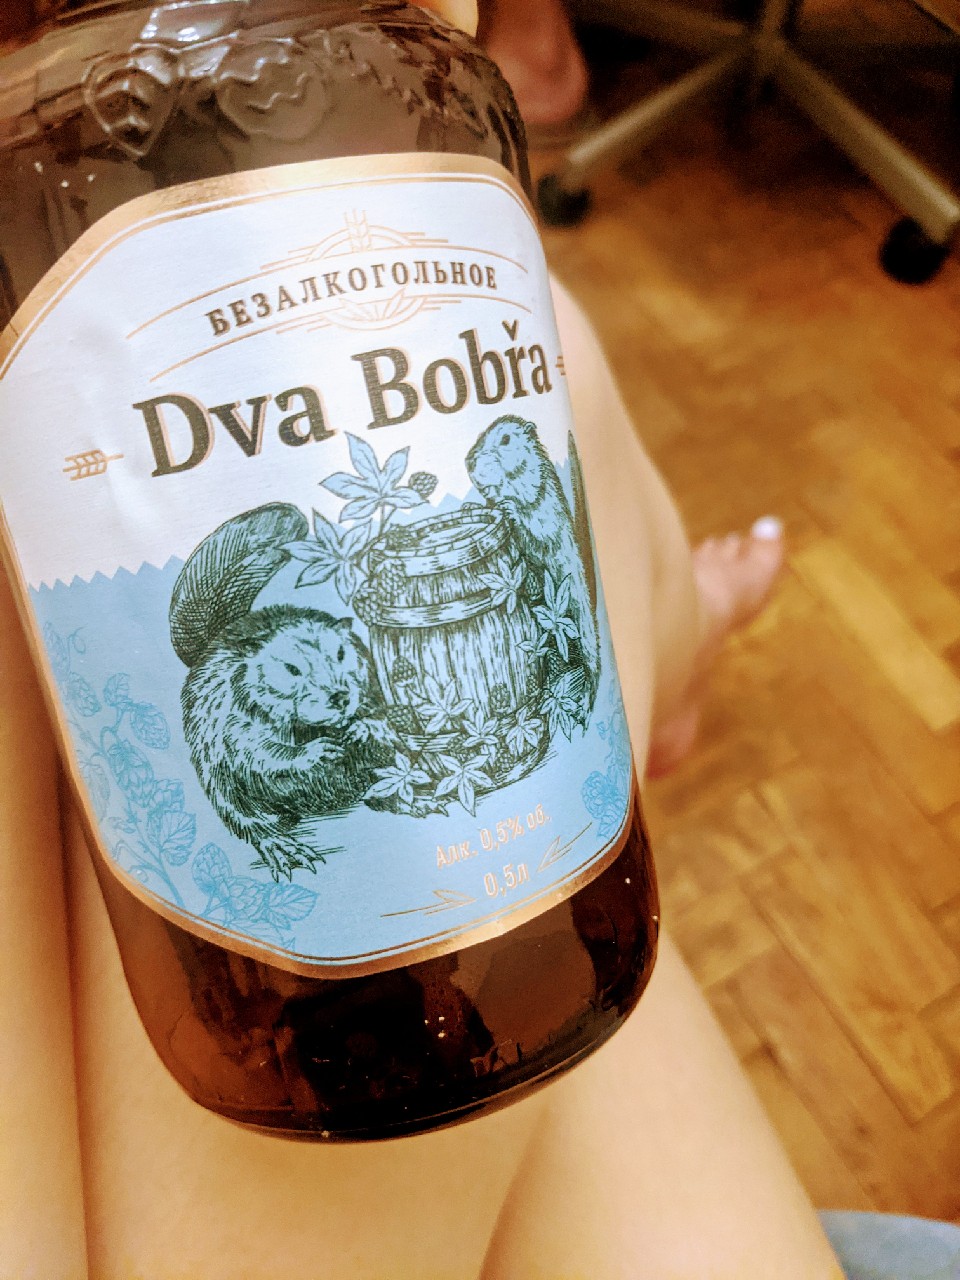 БЕЗАЛКОГОЛЬНОЕ
Dva Bobřa
Алк. 0,5% об.
0,5л